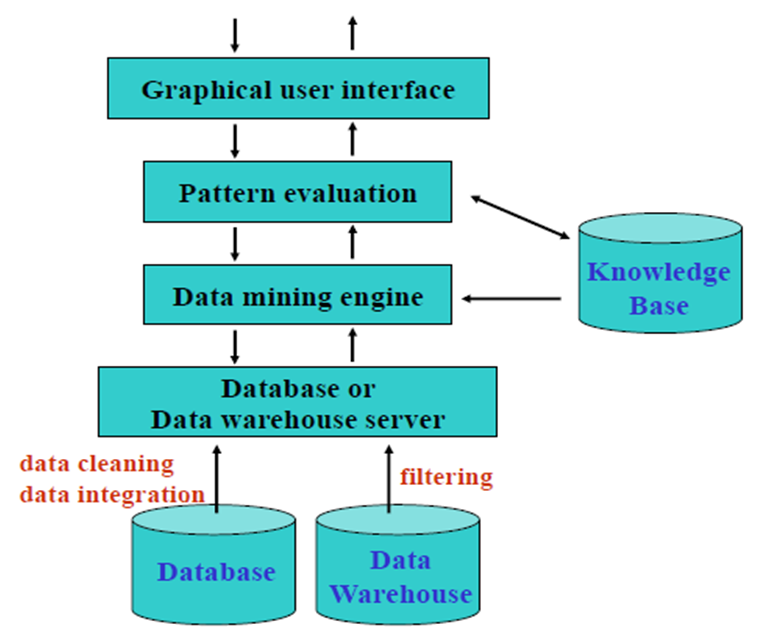 Graphical user interface
Pattern evaluation
Data mining engine
Knowledge
Base
Database or
Data warehouse server
data cleaning
data integration
filtering
Database
Data
Warehouse